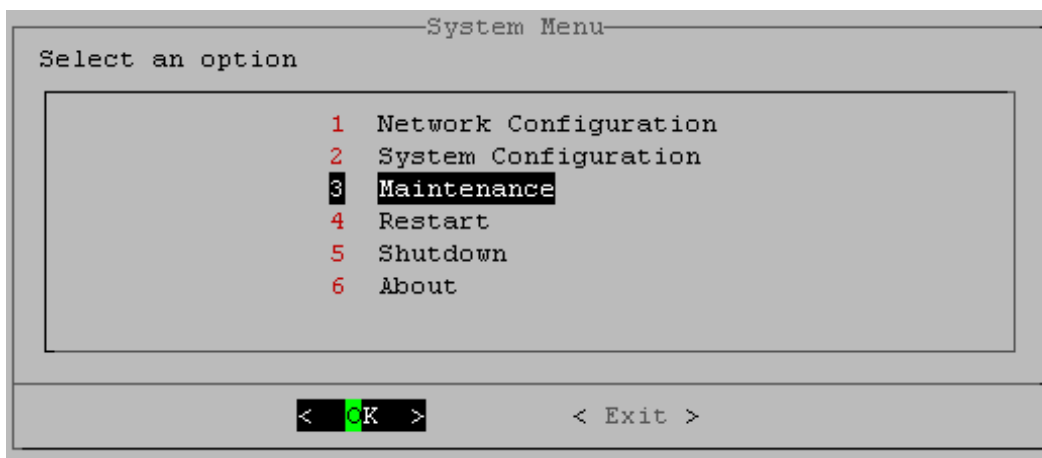 System Menu
Select an option
1 Network Configuration
2 System Configuration
3 Maintenance
4 Restart
5 Shutdown
6 About
< OK > < Exit >